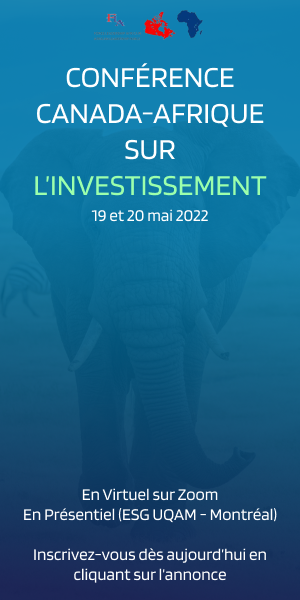 CONFÉRENCE
CANADA-AFRIQUE
SUR
L'INVESTISSEMENT
19 et 20 mai 2022
En Virtuel sur Zoom
En Présentiel (ESG UQAM - Montréal)
Inscrivez-vous dès aujourd'hui en
cliquant sur l'annonce